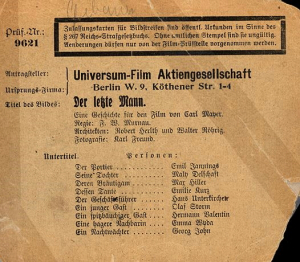 Prüf.-Nr.:
9621
Zulassungskarten für Bildstreifen sind öffentl. Urkunden im Sinne des
§ 267 Reichs-Strafgesetzbuchs. Ohne amtlichen Stempel sind sie ungültig.
Aenderungen dürfen nur von der Film-Prüfstelle vorgenommen werden.
Antragsteller: Universum-Film Aktiengesellschaft
Ursprungs-Firma: Berlin W. 9, Köthener Str. 1-4
Titel des Bildes: Der letzte Mann.
Eine Geschichte für den Film von Carl Mayer.
Regie: F. W. Murnau.
Architekten: Robert Herlth und Walter Röhrig.
Fotografie: Karl Freund.
Untertitel. Personen:
Der Portier Emil Jannings
Seine Tochter Maly Delschaft
Deren Bräutigam Max Hiller
Dessen Tante Emilie Kurz
Der Geschäftsführer Hans Unterkircher
Ein junger Gast Olaf Storm
Ein spitzbäuchiger Gast Hermann Valentin
Eine hagere Nachbarin Emma Wyda
Ein Nachtwächter Georg John